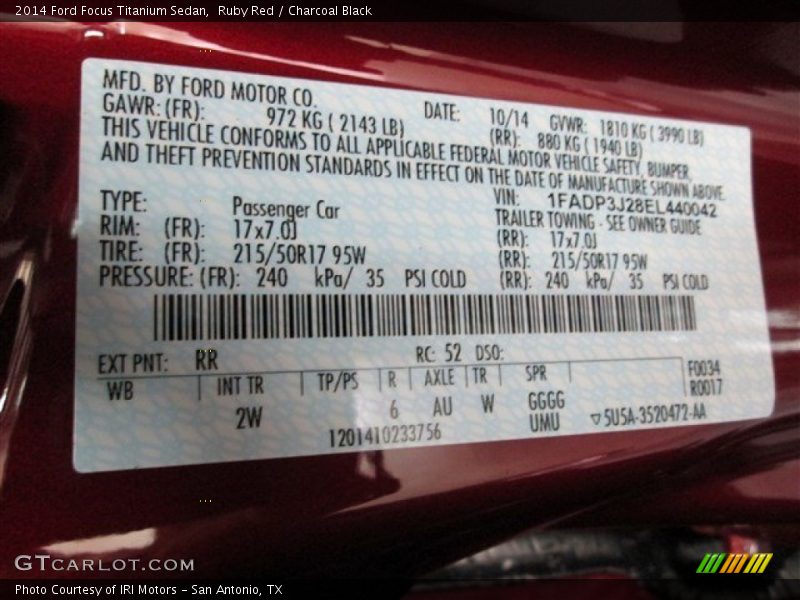 2014 Ford Focus Titanium Sedan,  Ruby Red / Charcoal Black
MFD. BY FORD MOTOR CO.
DATE: 10/14 GVWR: 1810 KG ( 3990 LB)
GAWR: (FR): 972 KG ( 2143 LB) (RR): 880 KG ( 1940 LB)
THIS VEHICLE CONFORMS TO ALL APPLICABLE FEDERAL MOTOR VEHICLE SAFETY, BUMPER,
AND THEFT PREVENTION STANDARDS IN EFFECT ON THE DATE OF MANUFACTURE SHOWN ABOVE.
VIN: 1FADP3J28EL440042
TYPE: Passenger Car TRAILER TOWING - SEE OWNER GUIDE
RIM: (FR): 17x7.0J (RR): 17x7.0J
TIRE: (FR): 215/50R17 95W (RR): 215/50R17 95W
PRESSURE: (FR): 240 kPa/ 35 PSI COLD (RR): 240 kPa/ 35 PSI COLD
EXT PNT: RR RC: 52 DSO:
WB INT TR TP/PS R AXLE TR SPR F0034
R0017
2W 6 AU W GGGG
UMU
1201410233756 ▽5U5A-3520472-AA
GTCARLOT.COM
Photo Courtesy of IRI Motors – San Antonio, TX